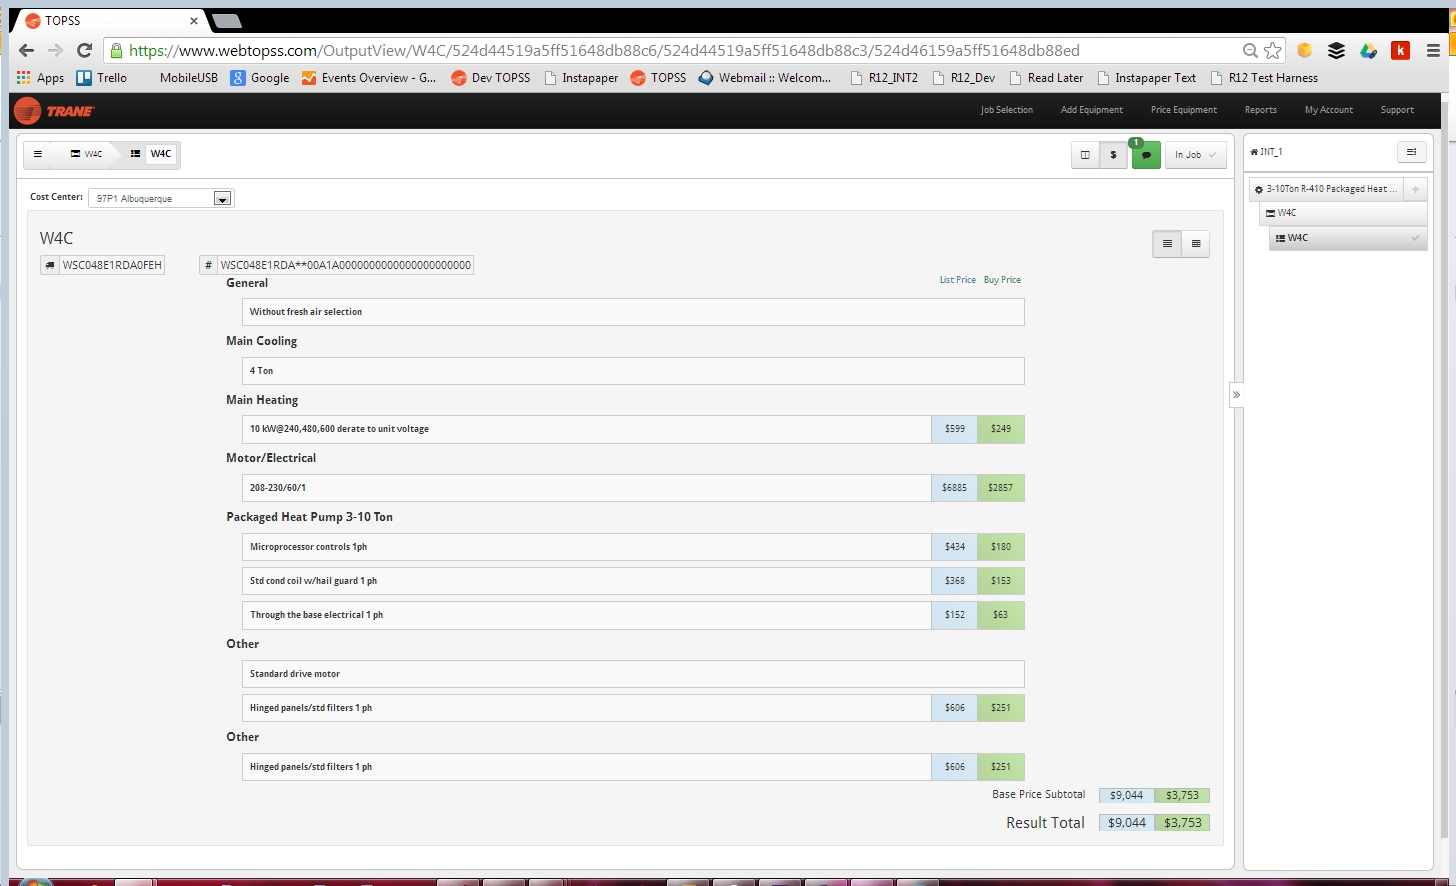 TOPSS
https://www.webtopss.com/OutputView/W4C/524d44519a5ff51648db88c6/524d44519a5ff51648db88c3/524d46159a5ff51648db88ed
k
Apps Trello MobileUSB 8 Google Events Overview - G... Dev TOPSS Instapaper TOPSS Webmail :: Welcom... R12_INT2 R12_Dev Read Later Instapaper Text R12 Test Harness
TRANE Job Selection Add Equipment Price Equipment Reports My Account Support
W4C W4C $ 1 In Job
INT_1
Cost Center: 97P1 Albuquerque
3-10Ton R-410 Packaged Heat ... +
W4C
W4C
W4C
WSC048E1RDA0FEH # WSC048E1RDA**00A1A0000000000000000000000
General List Price Buy Price
Without fresh air selection
Main Cooling
4 Ton
Main Heating
10 kW@240,480,600 derate to unit voltage $599 $249
Motor/Electrical
208-230/60/1 $6885 $2857
Packaged Heat Pump 3-10 Ton
Microprocessor controls 1ph $434 $180
Std cond coil w/hail guard 1 ph $368 $153
Through the base electrical 1 ph $152 $63
Other
Standard drive motor
Hinged panels/std filters 1 ph $606 $251
Other
Hinged panels/std filters 1 ph $606 $251
Base Price Subtotal $9,044 $3,753
Result Total $9,044 $3,753